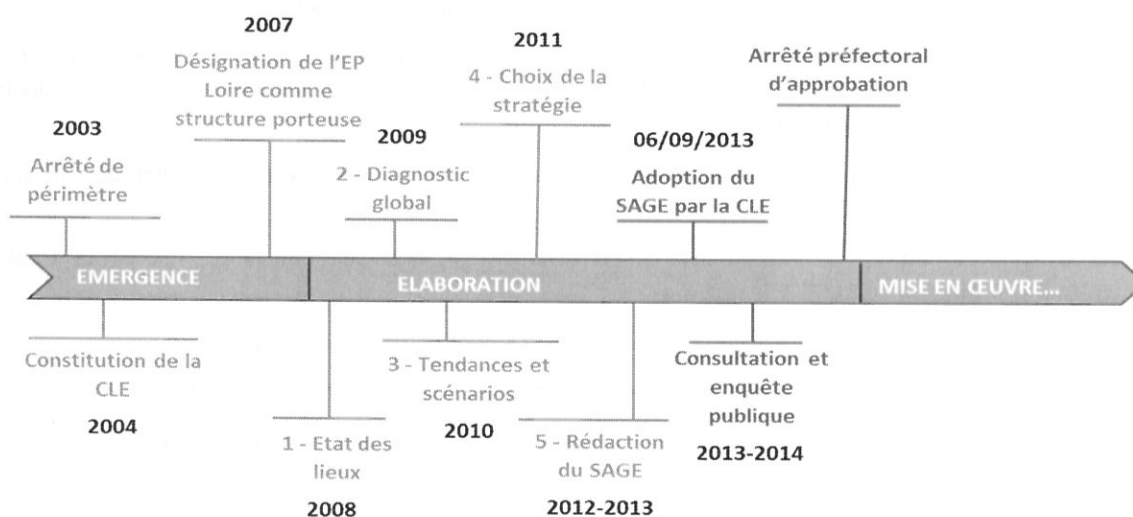 2007
Désignation de l'EP
Loire comme
structure porteuse
2011
4 - Choix de la
stratégie
Arrêté préfectoral
d'approbation
2003
Arrêté de
périmètre
2009
2 - Diagnostic
global
06/09/2013
Adoption du
SAGE par la CLE
EMERGENCE
ELABORATION
MISE EN ŒUVRE...
Constitution de la
CLE
2004
1 - Etat des
lieux
2008
3 - Tendances et
scénarios
2010
5 - Rédaction
du SAGE
2012-2013
Consultation et
enquête
publique
2013-2014